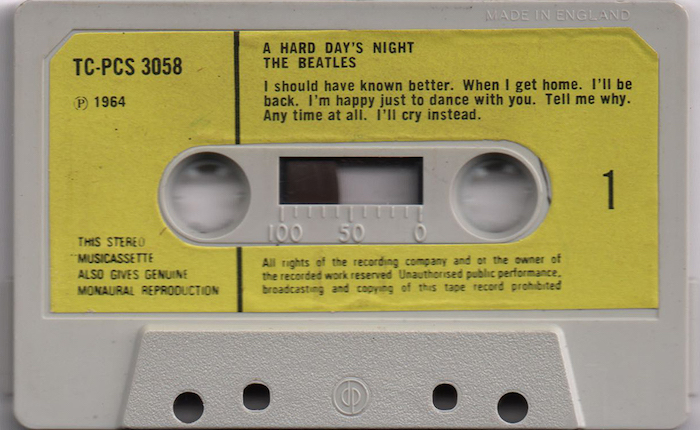 MADE IN ENGLAND
TC-PCS 3058
℗ 1964
A HARD DAY'S NIGHT
THE BEATLES
I should have known better. When I get home. I'll be
back. I'm happy just to dance with you. Tell me why.
Any time at all. I'll cry instead.
1
100 50 0
THIS STEREO
MUSICASSETTE
ALSO GIVES GENUINE
MONAURAL REPRODUCTION
All rights of the recording company and of the owner of
the recorded work reserved Unauthorised public performance,
broadcasting and copying of this tape record prohibited